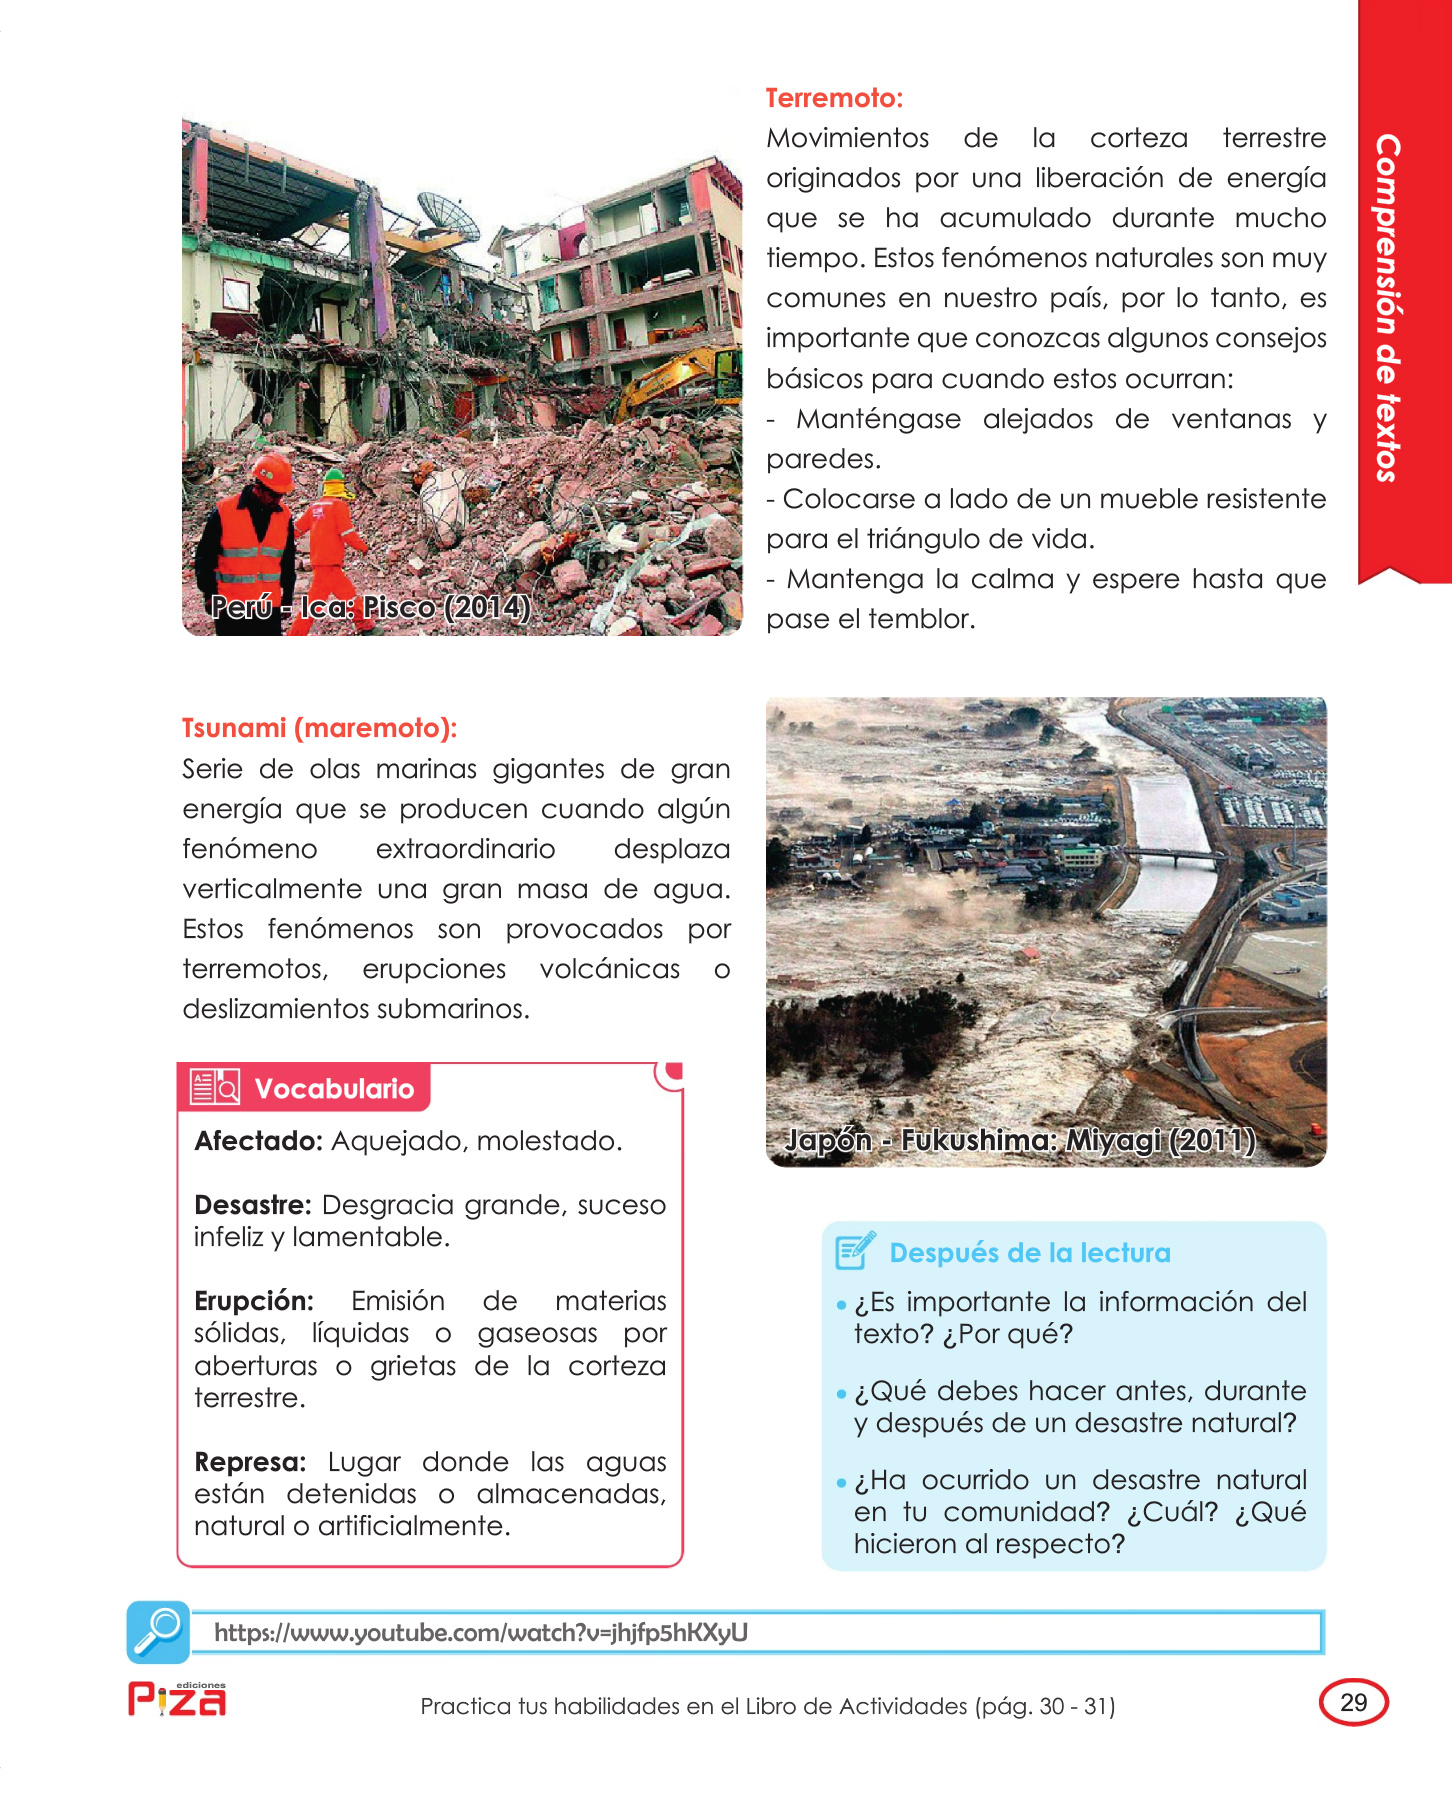 Comprensión de textos
Terremoto:
Movimientos de la corteza terrestre
originados por una liberación de energía
que se ha acumulado durante mucho
tiempo. Estos fenómenos naturales son muy
comunes en nuestro país, por lo tanto, es
importante que conozcas algunos consejos
básicos para cuando estos ocurran:
- Manténgase alejados de ventanas y
paredes.
- Colocarse a lado de un mueble resistente
para el triángulo de vida.
- Mantenga la calma y espere hasta que
pase el temblor.
Perú - Ica: Pisco (2014)
Tsunami (maremoto):
Serie de olas marinas gigantes de gran
energía que se producen cuando algún
fenómeno extraordinario desplaza
verticalmente una gran masa de agua.
Estos fenómenos son provocados por
terremotos, erupciones volcánicas o
deslizamientos submarinos.
Japón - Fukushima: Miyagi (2011)
Vocabulario
Afectado: Aquejado, molestado.
Desastre: Desgracia grande, suceso
infeliz y lamentable.
Erupción: Emisión de materias
sólidas, líquidas o gaseosas por
aberturas o grietas de la corteza
terrestre.
Represa: Lugar donde las aguas
están detenidas o almacenadas,
natural o artificialmente.
Después de la lectura
• ¿Es importante la información del
texto? ¿Por qué?
• ¿Qué debes hacer antes, durante
y después de un desastre natural?
• ¿Ha ocurrido un desastre natural
en tu comunidad? ¿Cuál? ¿Qué
hicieron al respecto?
https://www.youtube.com/watch?v=jhjfp5hKXyU
ediciones
Piza
Practica tus habilidades en el Libro de Actividades (pág. 30 - 31)
29